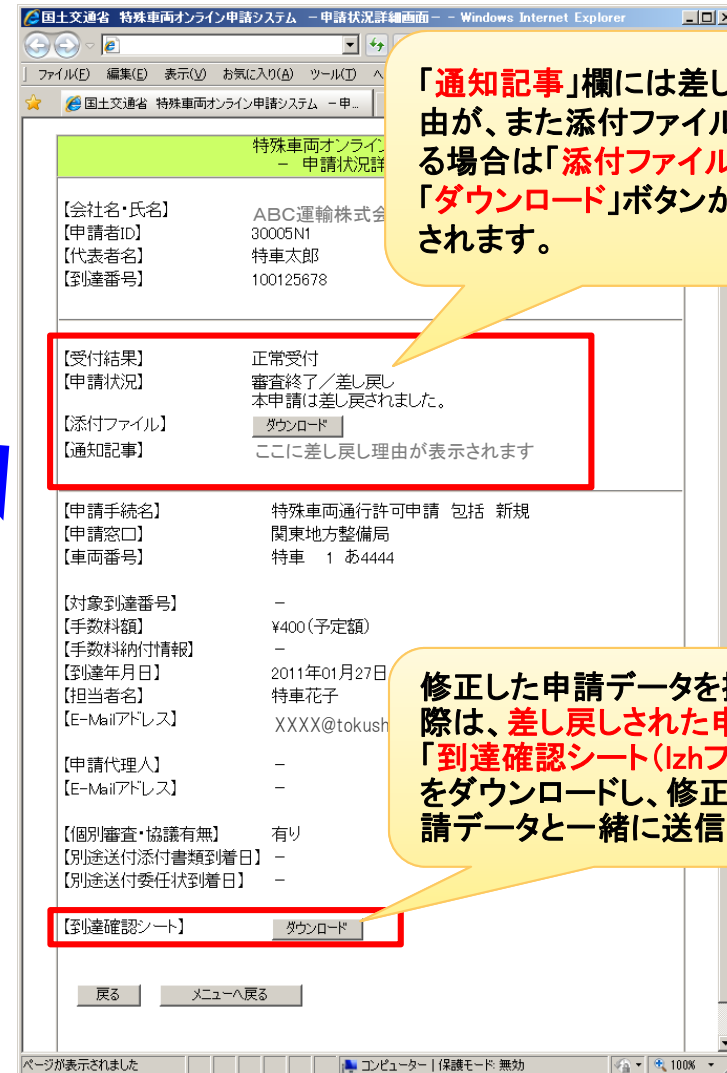 国土交通省 特殊車両オンライン申請システム －申請状況詳細画面－ - Windows Internet Explorer
ファイル(F) 編集(E) 表示(V) お気に入り(A) ツール(T) ヘ
国土交通省 特殊車両オンライン申請システム －申...
特殊車両オンライン
－ 申請状況詳
「通知記事」欄には差し
由が、また添付ファイル
る場合は「添付ファイル
「ダウンロード」ボタンが
されます。
【会社名・氏名】 ABC運輸株式会
【申請者ID】 30005N1
【代表者名】 特車太郎
【到達番号】 100125678
【受付結果】 正常受付
【申請状況】 審査終了／差し戻し
本申請は差し戻されました。
【添付ファイル】 ダウンロード
【通知記事】 ここに差し戻し理由が表示されます
【申請手続名】 特殊車両通行許可申請 包括 新規
【申請窓口】 関東地方整備局
【車両番号】 特車 1 あ4444
【対象到達番号】 －
【手数料額】 ¥400（予定額）
【手数料納付情報】 －
【到達年月日】 2011年01月27日
【担当者名】 特車花子
【E-Mailアドレス】 XXXX@tokush
【申請代理人】 －
【E-Mailアドレス】 －
【個別審査・協議有無】 有り
【別途送付添付書類到着日】 －
【別途送付委任状到着日】 －
修正した申請データを
際は、差し戻しされた申
「到達確認シート（lzhフ
をダウンロードし、修正
請データと一緒に送信
【到達確認シート】 ダウンロード
戻る メニューへ戻る
ページが表示されました コンピューター | 保護モード: 無効 100%